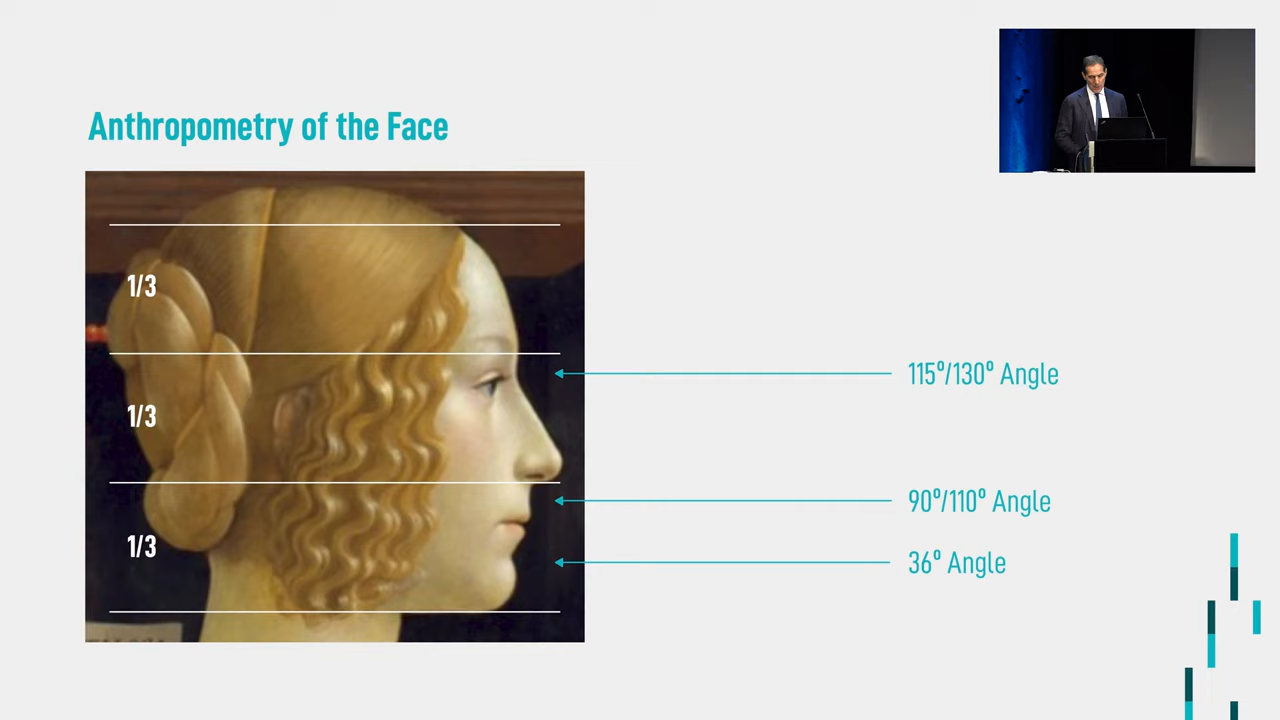 Anthropometry of the Face
1/3
1/3
1/3
115º/130º Angle
90º/110º Angle
36º Angle